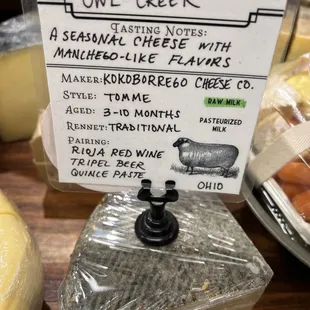 OWL CREEK
TASTING NOTES:
A SEASONAL CHEESE WITH
MANCHEGO-LIKE FLAVORS
MAKER: KOKOBORREGO CHEESE CO.
STYLE: TOMME
RAW MILK
AGED: 3-10 MONTHS
PASTEURIZED
MILK
RENNET: TRADITIONAL
PAIRING:
RIOJA RED WINE
TRIPEL BEER
QUINCE PASTE
OHIO